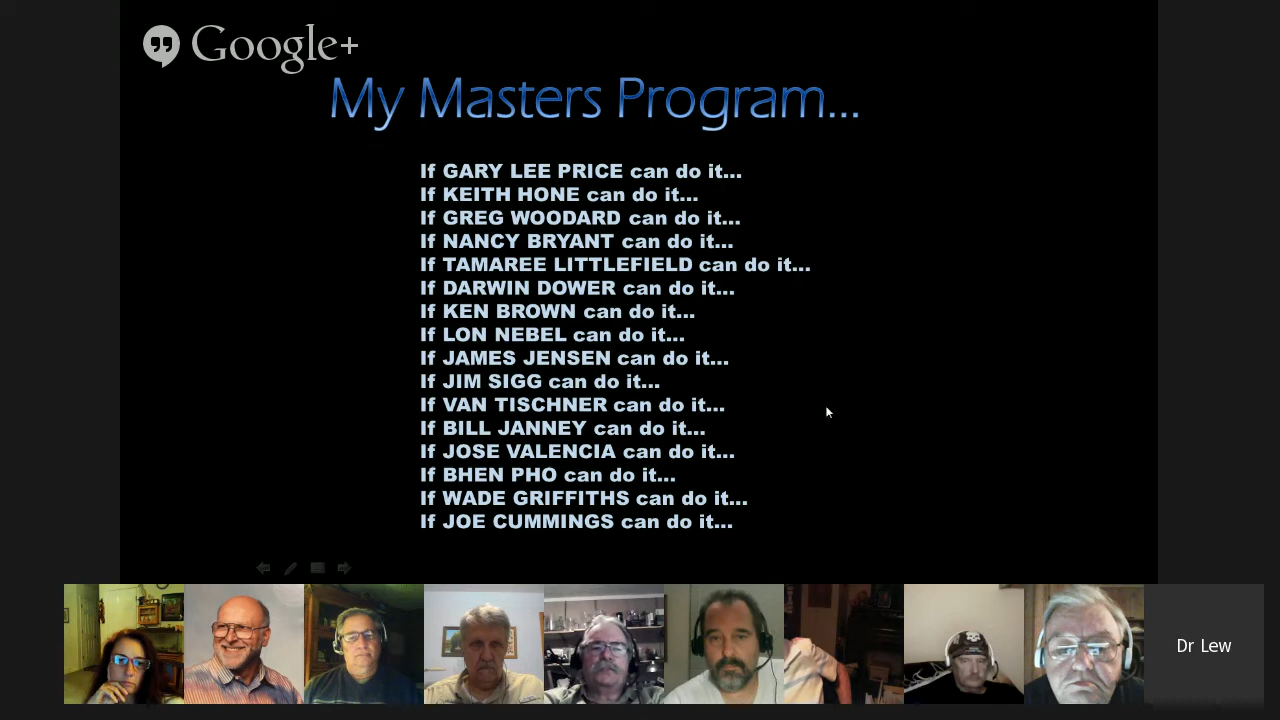 Google+
My Masters Program...
If GARY LEE PRICE can do it...
If KEITH HONE can do it...
If GREG WOODARD can do it...
If NANCY BRYANT can do it...
If TAMAREE LITTLEFIELD can do it...
If DARWIN DOWER can do it...
If KEN BROWN can do it...
If LON NEBEL can do it...
If JAMES JENSEN can do it...
If JIM SIGG can do it...
If VAN TISCHNER can do it...
If BILL JANNEY can do it...
If JOSE VALENCIA can do it...
If BHEN PHO can do it...
If WADE GRIFFITHS can do it...
If JOE CUMMINGS can do it...
Dr Lew